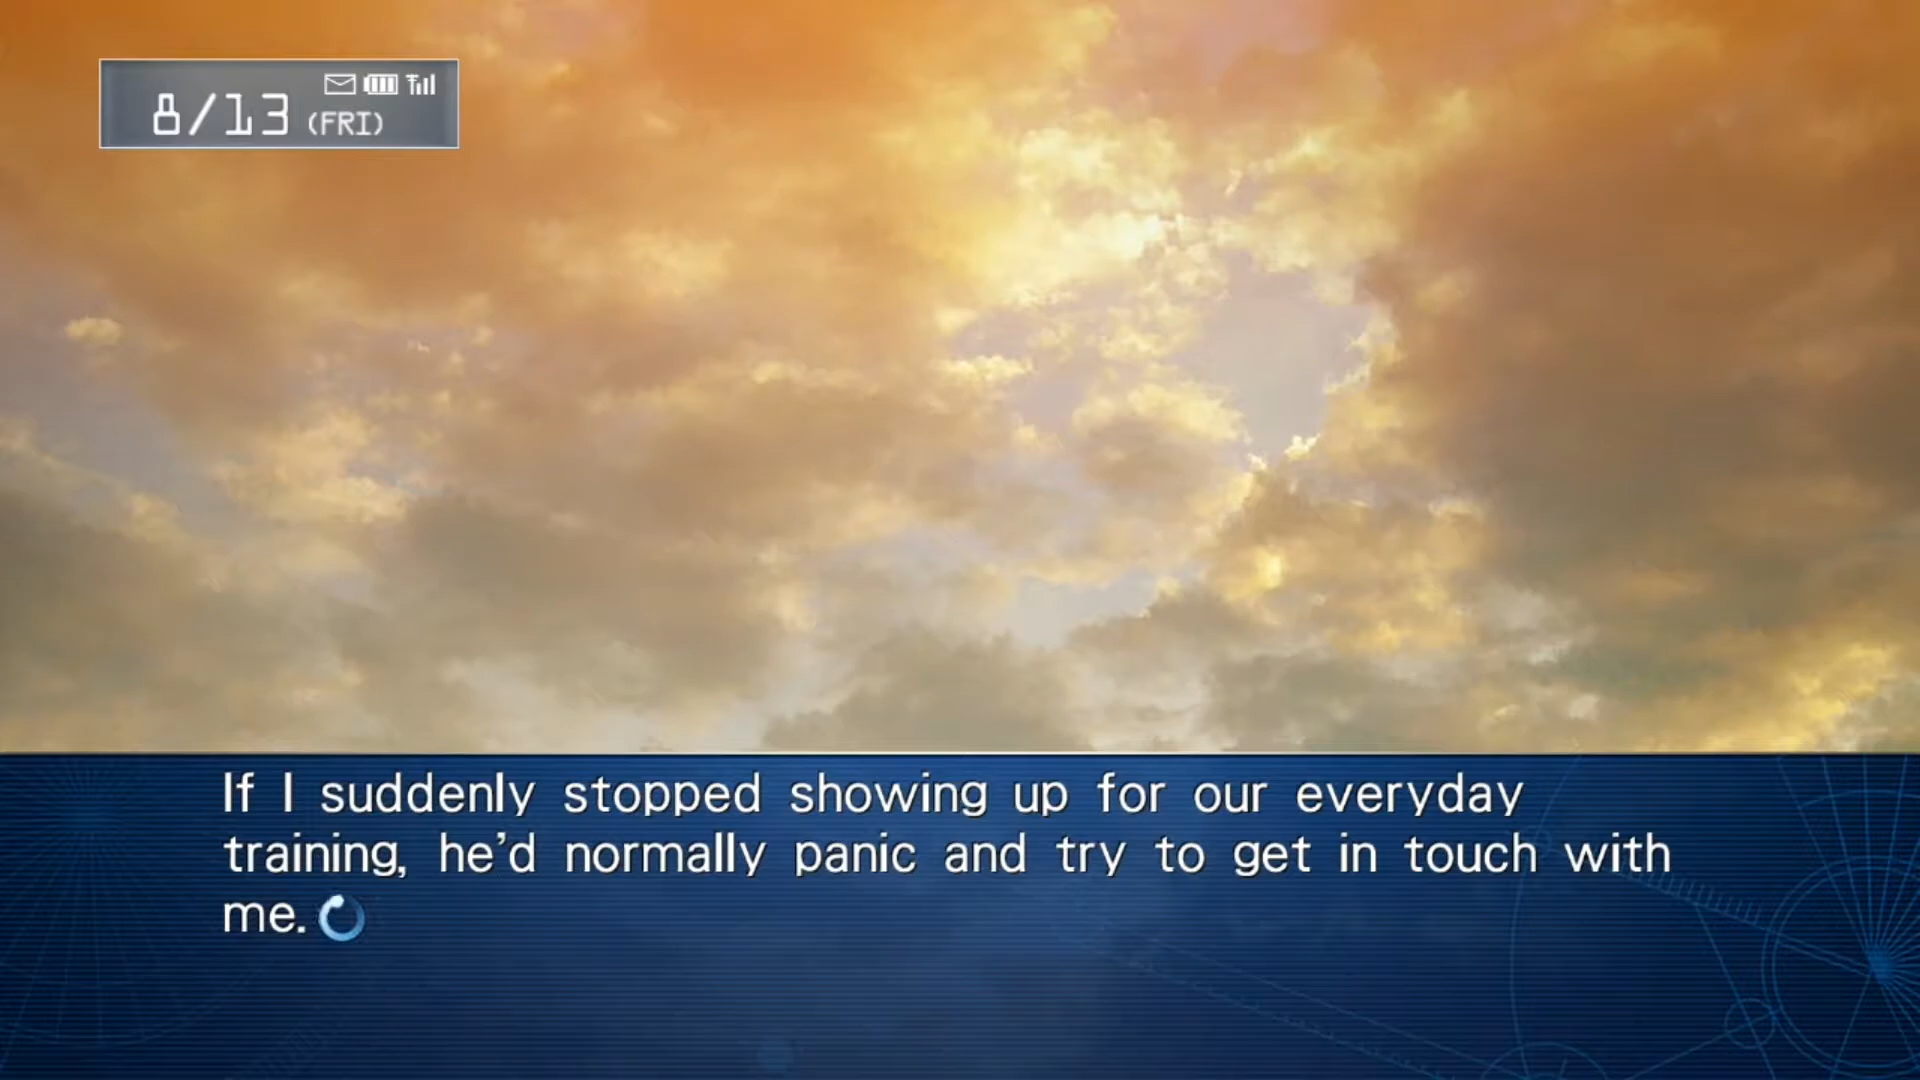 8/13 (FRI)
If I suddenly stopped showing up for our everyday
training, he'd normally panic and try to get in touch with
me.